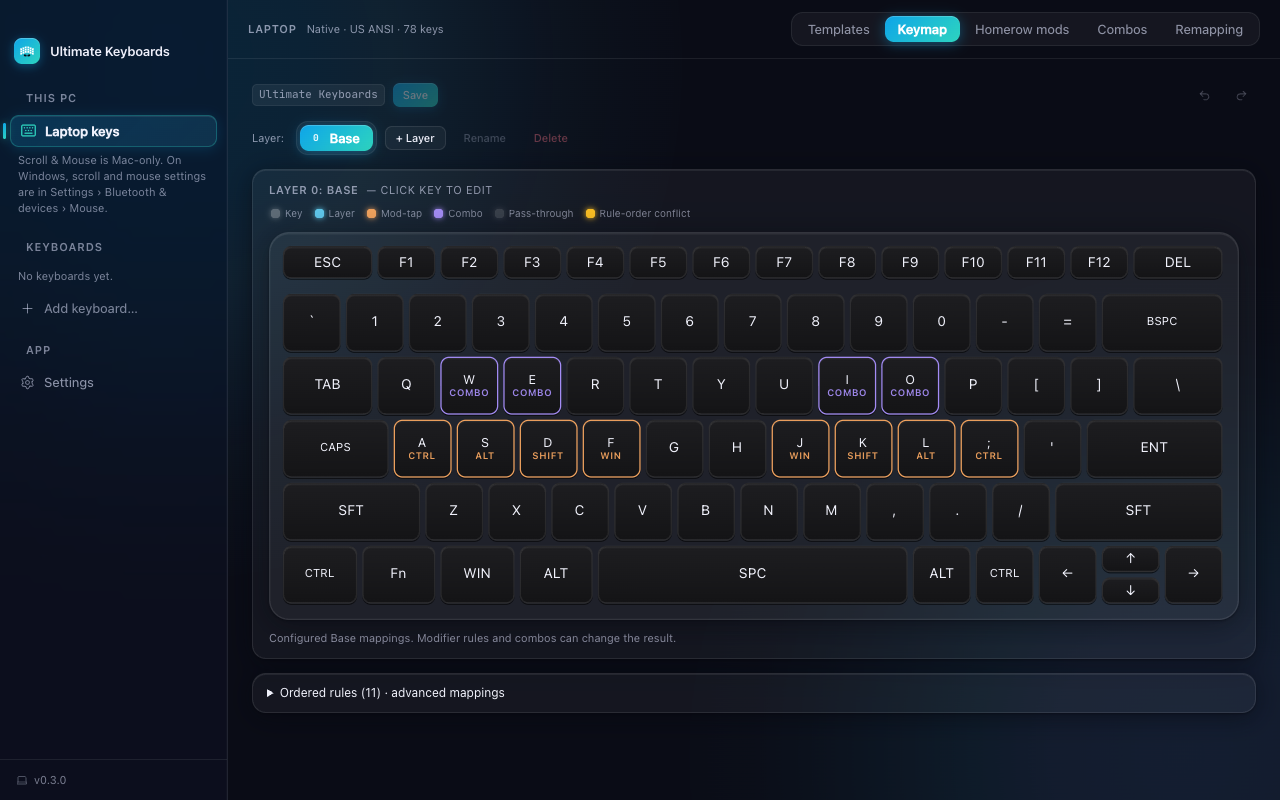 LAPTOP Native · US ANSI · 78 keys
Templates Keymap Homerow mods Combos Remapping
Ultimate Keyboards
THIS PC
Laptop keys
Scroll & Mouse is Mac-only. On
Windows, scroll and mouse settings
are in Settings › Bluetooth &
devices › Mouse.
KEYBOARDS
No keyboards yet.
Add keyboard...
APP
Settings
v0.3.0
Ultimate Keyboards Save
Layer: 0 Base + Layer Rename Delete
LAYER 0: BASE — CLICK KEY TO EDIT
Key Layer Mod-tap Combo Pass-through Rule-order conflict
ESC F1 F2 F3 F4 F5 F6 F7 F8 F9 F10 F11 F12 DEL
` 1 2 3 4 5 6 7 8 9 0 - = BSPC
TAB Q W E R T Y U I O P [ ] \
COMBO COMBO COMBO COMBO
CAPS A S D F G H J K L ; ' ENT
CTRL ALT SHIFT WIN WIN SHIFT ALT CTRL
SFT Z X C V B N M , . / SFT
CTRL Fn WIN ALT SPC ALT CTRL ← ↑ ↓ →
Configured Base mappings. Modifier rules and combos can change the result.
▶ Ordered rules (11) · advanced mappings